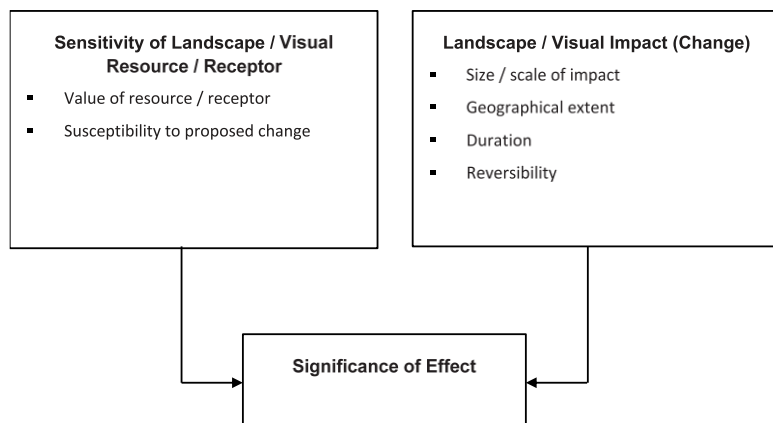 Sensitivity of Landscape / Visual
Resource / Receptor
▪ Value of resource / receptor
▪ Susceptibility to proposed change
Landscape / Visual Impact (Change)
▪ Size / scale of impact
▪ Geographical extent
▪ Duration
▪ Reversibility
Significance of Effect